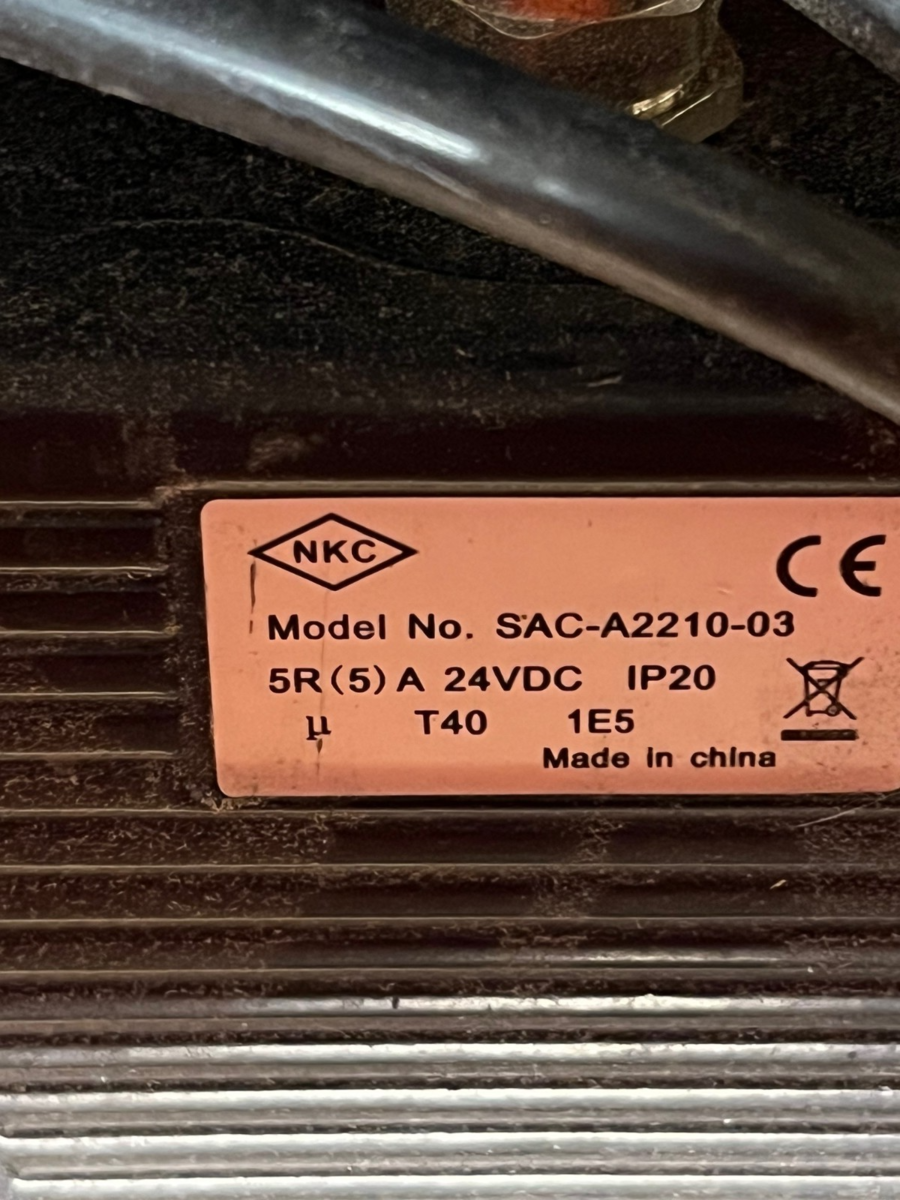 NKC
CE
Model No. SAC-A2210-03
5R(5)A 24VDC IP20
µ T40 1E5
Made in china